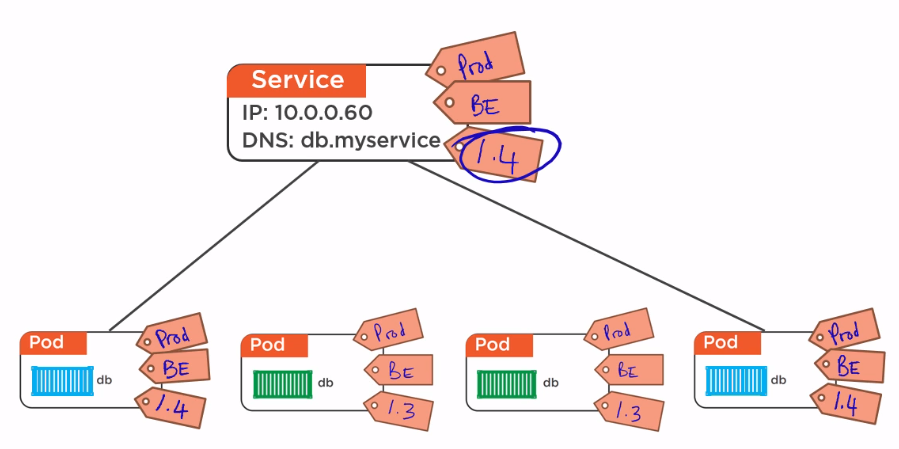 Service
IP: 10.0.0.60
DNS: db.myservice
Prod
BE
1.4
Pod
db
Prod
BE
1.4
Pod
db
Prod
BE
1.3
Pod
db
Prod
BE
1.3
Pod
db
Prod
BE
1.4